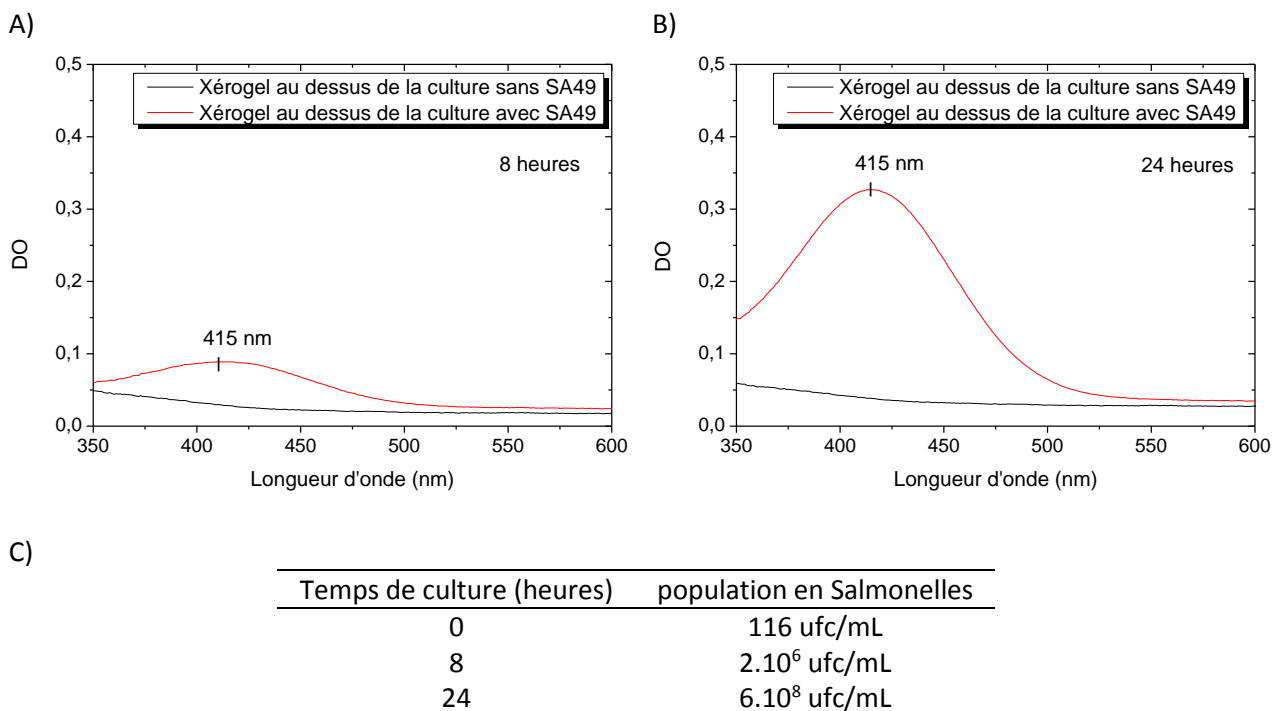 A)
0,5
0,4
0,3
0,2
0,1
0,0
DO
Xérogel au dessus de la culture sans SA49
Xérogel au dessus de la culture avec SA49
8 heures
415 nm
350 400 450 500 550 600
Longueur d'onde (nm)
B)
0,5
0,4
0,3
0,2
0,1
0,0
DO
Xérogel au dessus de la culture sans SA49
Xérogel au dessus de la culture avec SA49
24 heures
415 nm
350 400 450 500 550 600
Longueur d'onde (nm)
C)
Temps de culture (heures) population en Salmonelles
0 116 ufc/mL
8 2.10⁶ ufc/mL
24 6.10⁸ ufc/mL